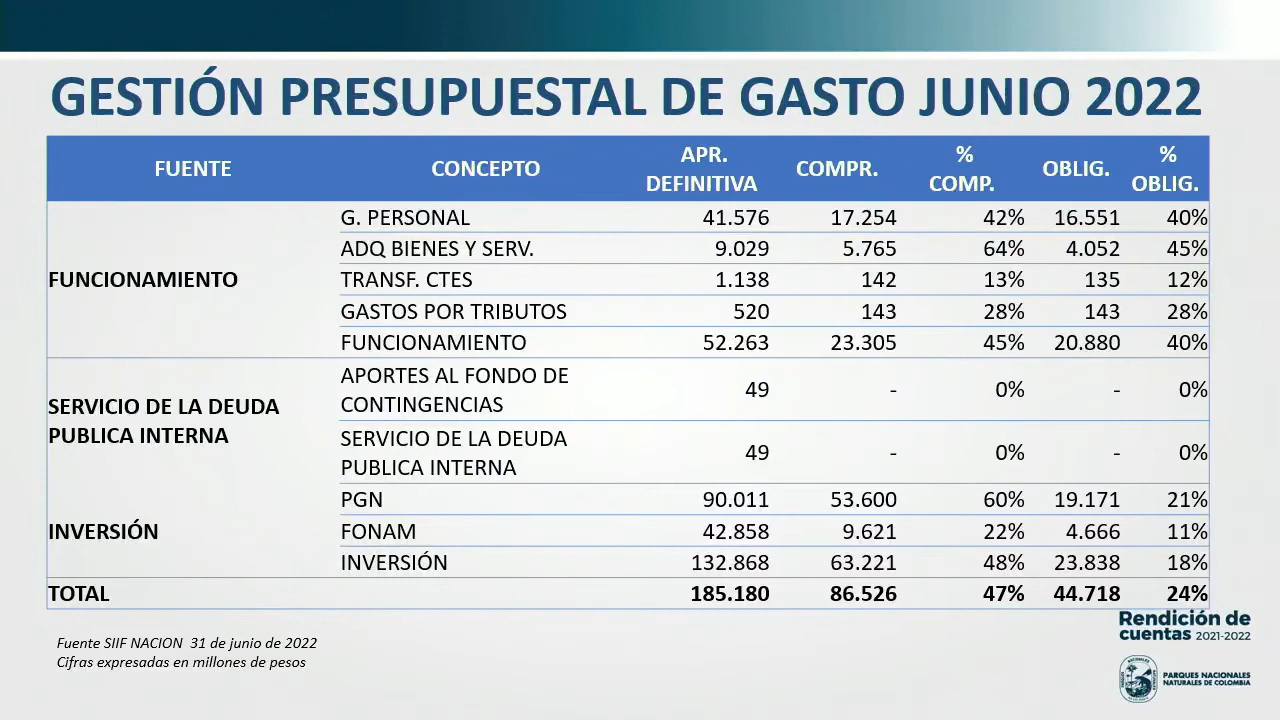 GESTIÓN PRESUPUESTAL DE GASTO JUNIO 2022
FUENTE CONCEPTO APR. DEFINITIVA COMPR. % COMP. OBLIG. % OBLIG.
FUNCIONAMIENTO
G. PERSONAL 41.576 17.254 42% 16.551 40%
ADQ BIENES Y SERV. 9.029 5.765 64% 4.052 45%
TRANSF. CTES 1.138 142 13% 135 12%
GASTOS POR TRIBUTOS 520 143 28% 143 28%
FUNCIONAMIENTO 52.263 23.305 45% 20.880 40%
SERVICIO DE LA DEUDA
PUBLICA INTERNA
APORTES AL FONDO DE
CONTINGENCIAS 49 - 0% - 0%
SERVICIO DE LA DEUDA
PUBLICA INTERNA 49 - 0% - 0%
INVERSIÓN
PGN 90.011 53.600 60% 19.171 21%
FONAM 42.858 9.621 22% 4.666 11%
INVERSIÓN 132.868 63.221 48% 23.838 18%
TOTAL 185.180 86.526 47% 44.718 24%
Fuente SIIF NACION 31 de junio de 2022
Cifras expresadas en millones de pesos
Rendición de
cuentas 2021-2022
PARQUES NACIONALES
NATURALES DE COLOMBIA